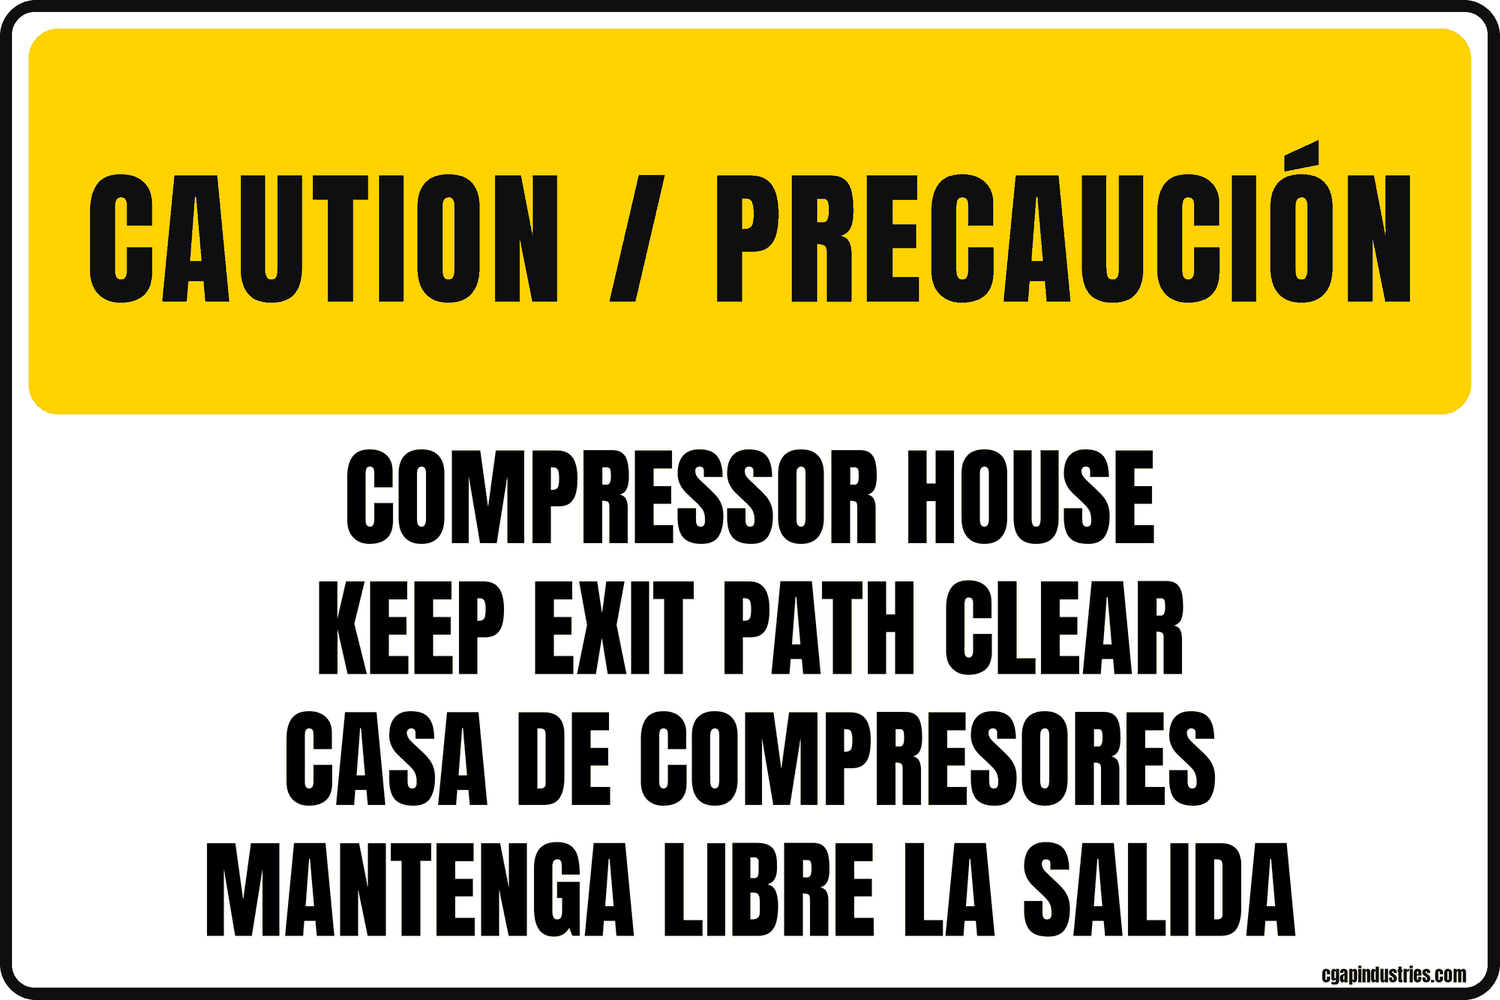 CAUTION / PRECAUCIÓN
COMPRESSOR HOUSE
KEEP EXIT PATH CLEAR
CASA DE COMPRESORES
MANTENGA LIBRE LA SALIDA
cgapindustries.com